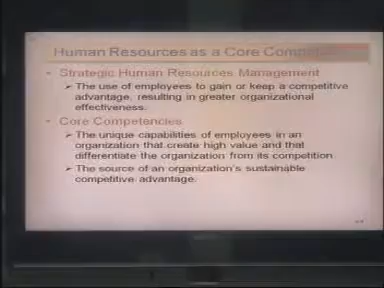 Human Resources as a Core
• Strategic Human Resources Management
➢ The use of employees to gain or keep a competitive
advantage, resulting in greater organizational
effectiveness.
• Core Competencies
➢ The unique capabilities of employees in an
organization that create high value and that
differentiate the organization from its competition
➢ The source of an organization's sustainable
competitive advantage.